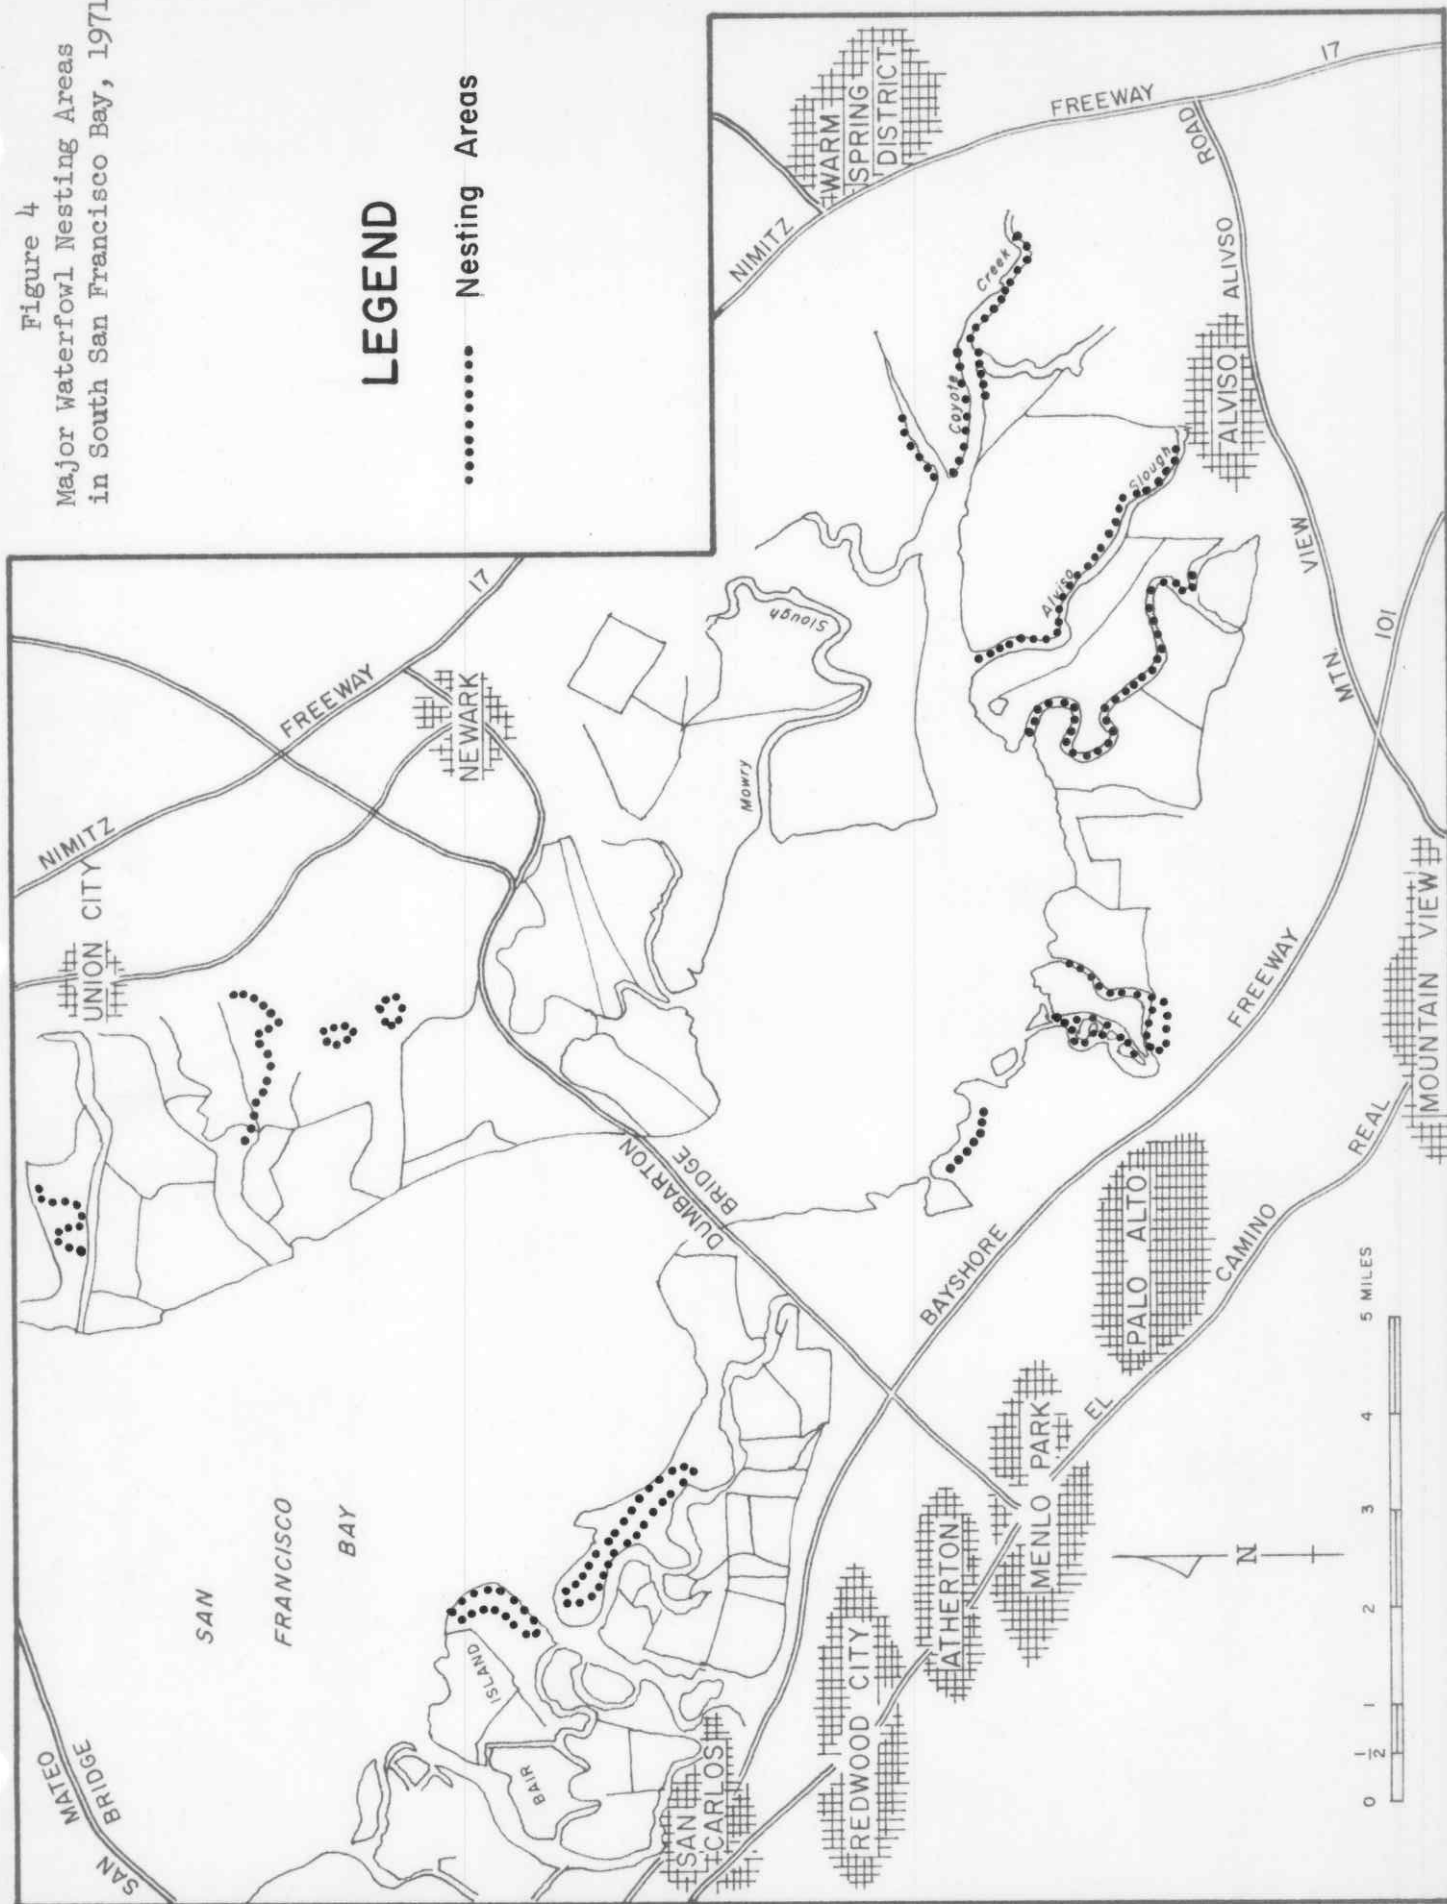 Figure 4
Major Waterfowl Nesting Areas
in South San Francisco Bay, 1971
LEGEND
Nesting Areas
SAN MATEO
BRIDGE
SAN
FRANCISCO
BAY
UNION CITY
NIMITZ
FREEWAY
17
NEWARK
DUMBARTON
BRIDGE
Mowry
Slough
NIMITZ
FREEWAY
17
WARM
SPRING
DISTRICT
Coyote
Creek
Alviso
Slough
ALVISO
ALIVSO
ROAD
MTN.
VIEW
101
BAIR
ISLAND
SAN
CARLOS
REDWOOD CITY
ATHERTON
MENLO PARK
PALO ALTO
MOUNTAIN VIEW
BAYSHORE
FREEWAY
EL
CAMINO
REAL
N
0 1/2 1 2 3 4 5 MILES